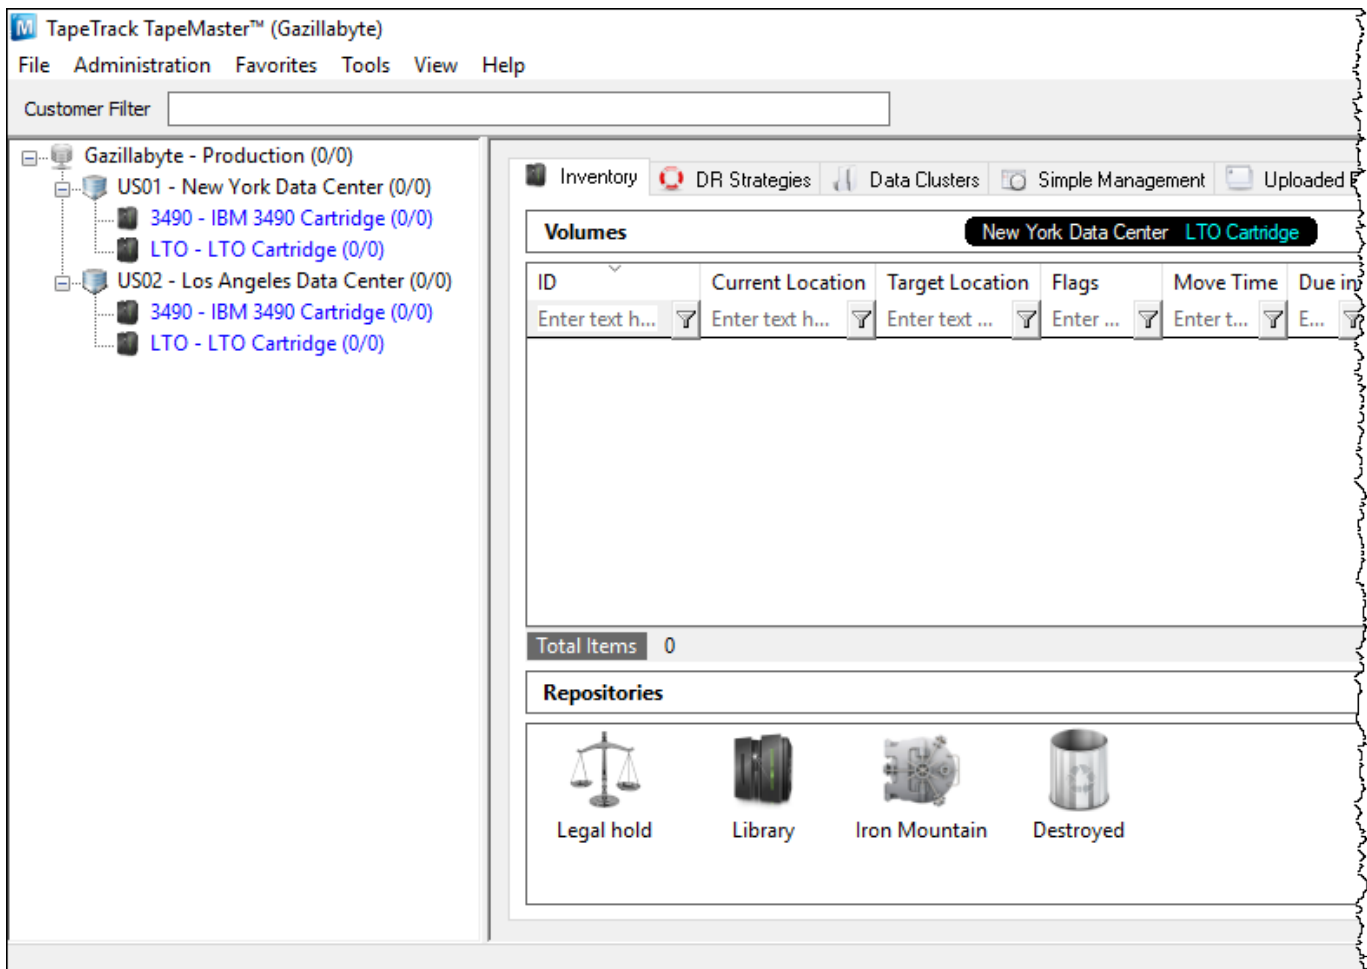 TapeTrack TapeMaster™ (Gazillabyte)
File Administration Favorites Tools View Help
Customer Filter
Gazillabyte - Production (0/0)
US01 - New York Data Center (0/0)
3490 - IBM 3490 Cartridge (0/0)
LTO - LTO Cartridge (0/0)
US02 - Los Angeles Data Center (0/0)
3490 - IBM 3490 Cartridge (0/0)
LTO - LTO Cartridge (0/0)
Inventory DR Strategies Data Clusters Simple Management Uploaded
Volumes New York Data Center LTO Cartridge
ID Current Location Target Location Flags Move Time Due in
Enter text h... Enter text h... Enter text ... Enter ... Enter t... E...
Total Items 0
Repositories
Legal hold Library Iron Mountain Destroyed